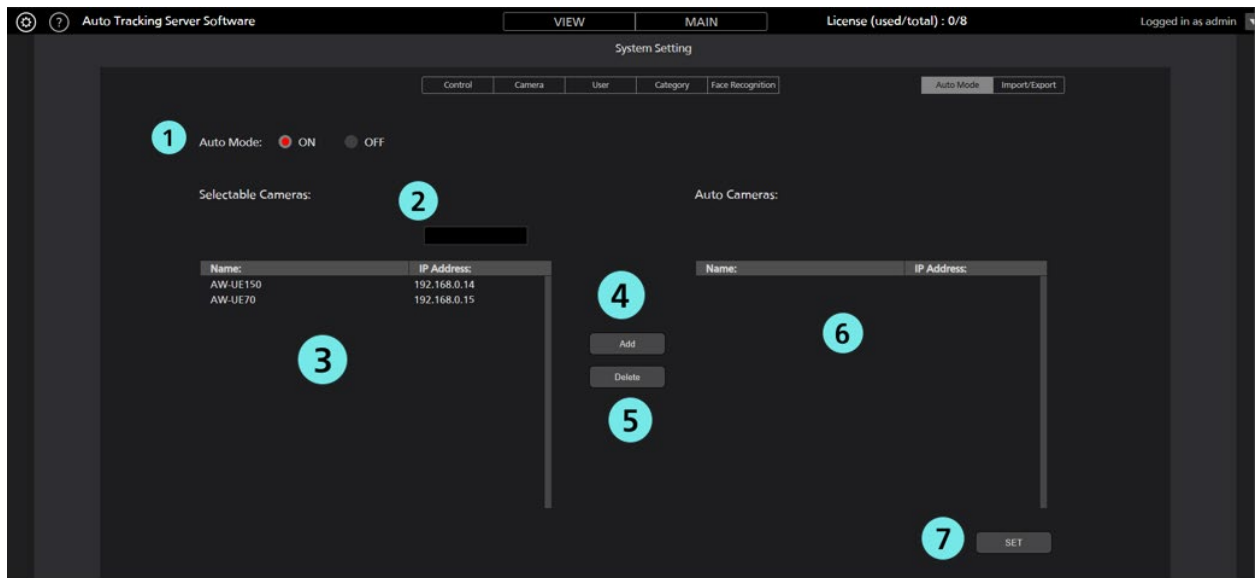 Auto Tracking Server Software VIEW MAIN License (used/total) : 0/8 Logged in as admin
System Setting
Control Camera User Category Face Recognition Auto Mode Import/Export
1 Auto Mode: ON OFF
Selectable Cameras: 2 Auto Cameras:
Name: IP Address: Name: IP Address:
AW-UE150 192.168.0.14
AW-UE70 192.168.0.15
4
6
Add
3
Delete
5
7 SET